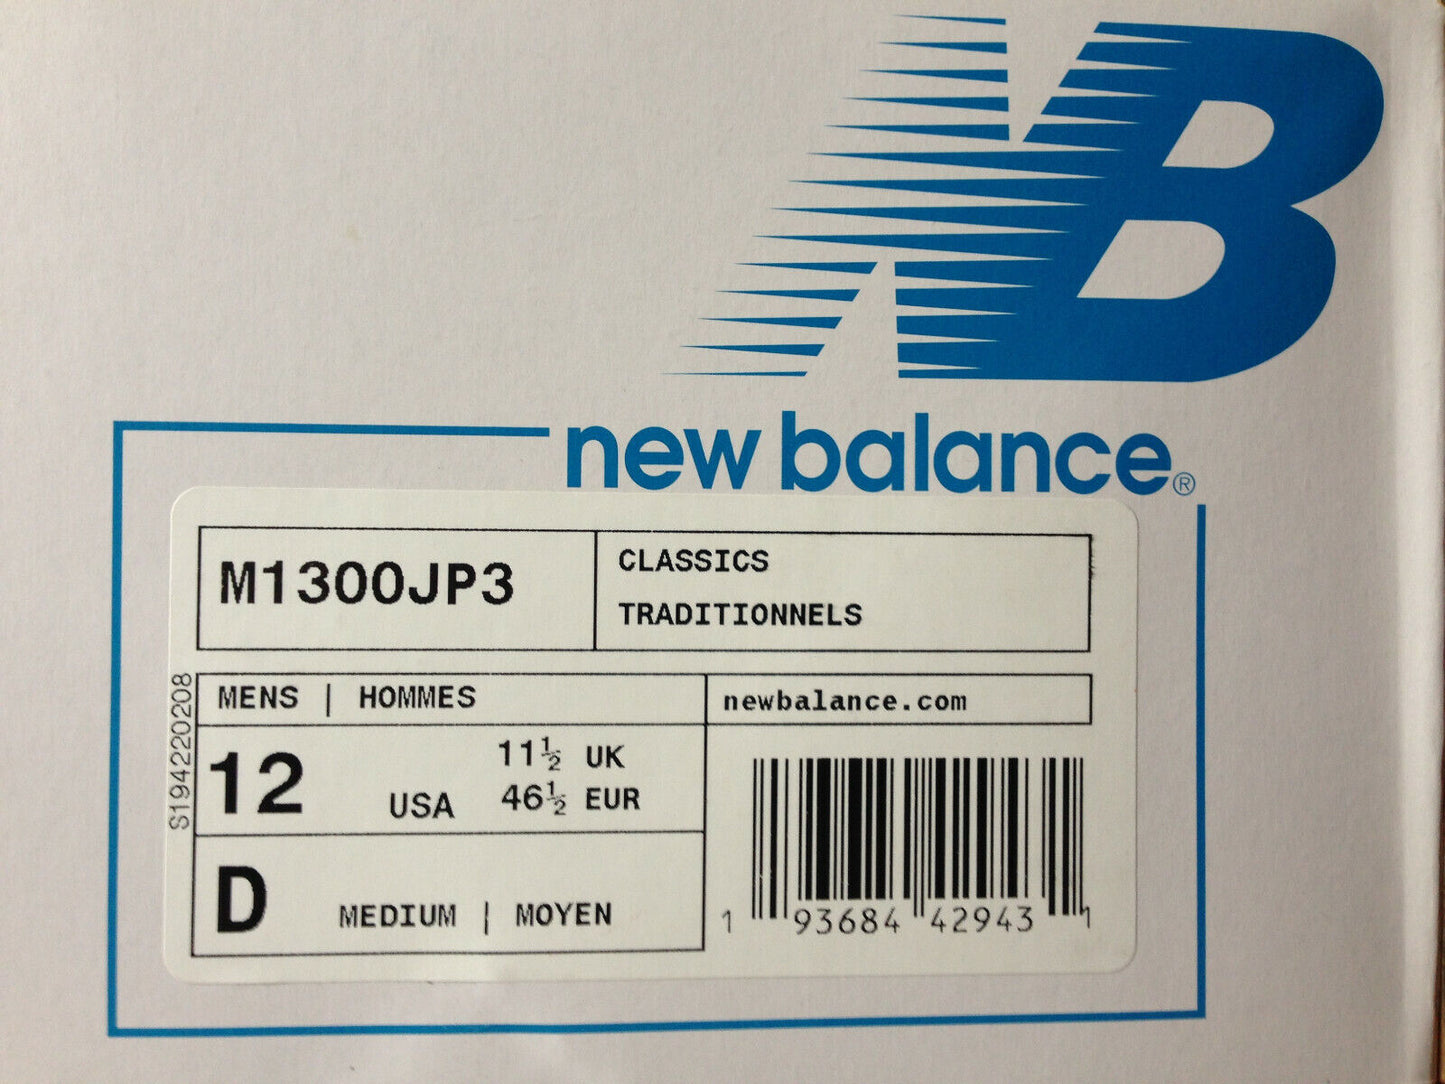 NB
new balance®
M1300JP3
CLASSICS
TRADITIONNELS
S194220208
MENS | HOMMES
newbalance.com
12 USA
11½ UK
46½ EUR
D MEDIUM | MOYEN
1 93684 42943 1